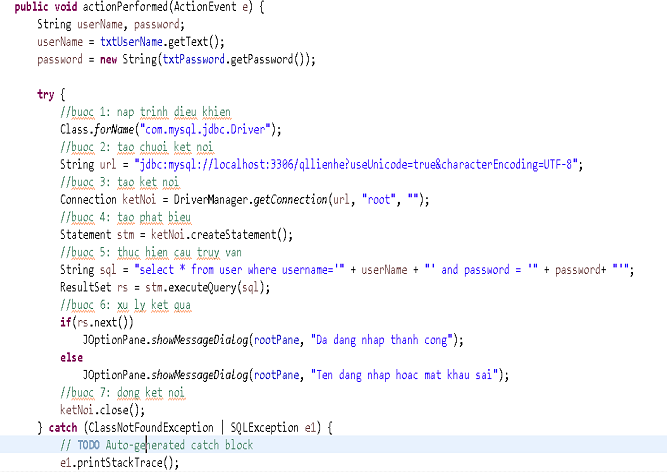 public void actionPerformed(ActionEvent e) {
String userName, password;
userName = txtUserName.getText();
password = new String(txtPassword.getPassword());
try {
//buoc 1: nap trinh dieu khien
Class.forName("com.mysql.jdbc.Driver");
//buoc 2: tao chuoi ket noi
String url = "jdbc:mysql://localhost:3306/qllienhe?useUnicode=true&characterEncoding=UTF-8";
//buoc 3: tao ket noi
Connection ketNoi = DriverManager.getConnection(url, "root", "");
//buoc 4: tao phat bieu
Statement stm = ketNoi.createStatement();
//buoc 5: thuc hien cau truy van
String sql = "select * from user where username='" + userName + "' and password = '" + password+ "'";
ResultSet rs = stm.executeQuery(sql);
//buoc 6: xu ly ket qua
if(rs.next())
JOptionPane.showMessageDialog(rootPane, "Da dang nhap thanh cong");
else
JOptionPane.showMessageDialog(rootPane, "Ten dang nhap hoac mat khau sai");
//buoc 7: dong ket noi
ketNoi.close();
} catch (ClassNotFoundException | SQLException e1) {
// TODO Auto-generated catch block
e1.printStackTrace();